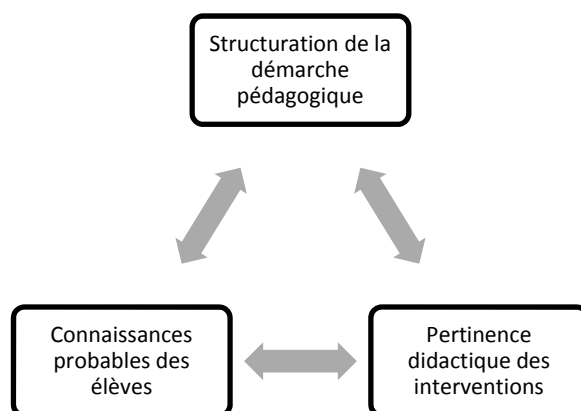 Structuration de la
démarche
pédagogique
Connaissances
probables des
élèves
Pertinence
didactique des
interventions